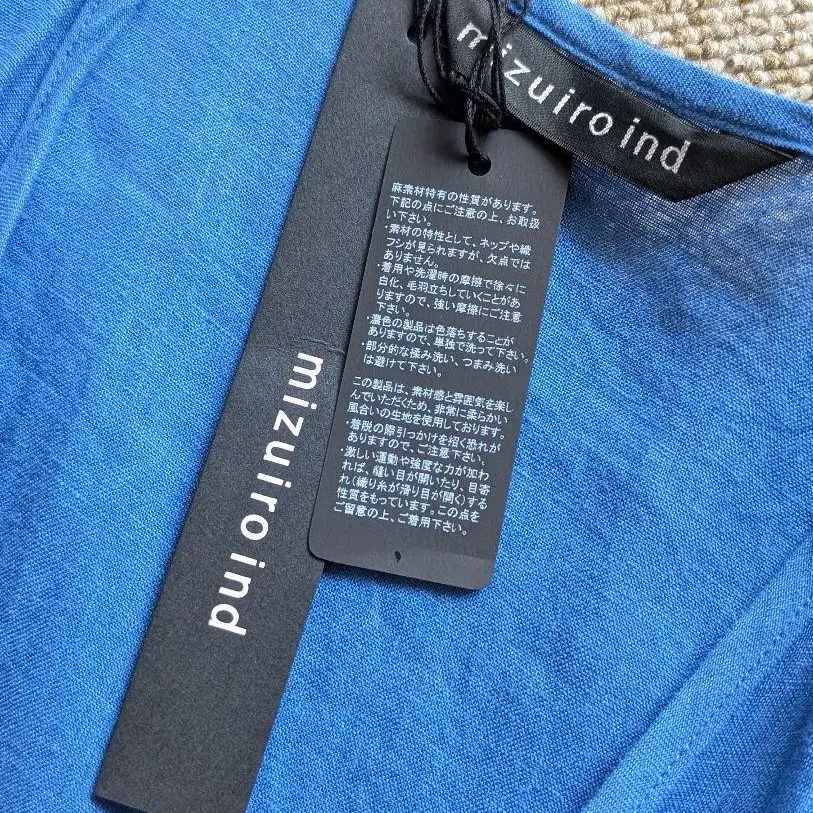 mizuiro ind
麻素材特有の性質があります。
下記の点にご注意の上、お取扱
い下さい。
・素材の特性として、ネップや織
フシが見られますが、欠点では
ありません。
・着用や洗濯時の摩擦で徐々に
白化、毛羽立ちしていくことがあ
りますので、強い摩擦にご注意
下さい。
・濃色の製品は色落ちすることが
ありますので、単独で洗って下さい。
・部分的な揉み洗い、つまみ洗い
は避けて下さい。
この製品は、素材感と雰囲気を楽し
んでいただくため、非常に柔らかい
風合いの生地を使用しております。
・着脱の際引っかけを招く恐れが
ありますので、ご注意下さい。
・激しい運動や強度な力が加わ
れば、縫い目が開いたり、目寄
れ(織り糸が滑り目が開く)する
性質をもっています。この点を
ご留意の上、ご着用下さい。
mizuiro ind